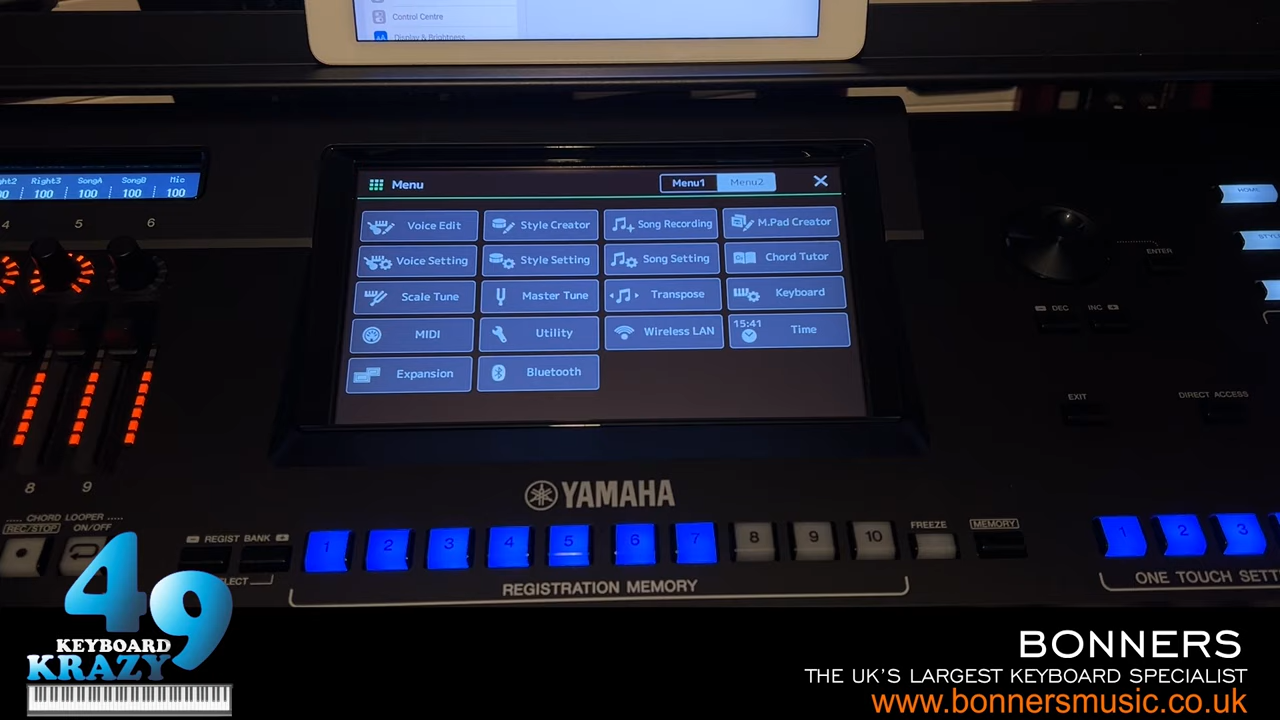 Control Centre
Display & Brightness
Right3 SongA SongB Mic
100 100 100 100
4 5 6
Menu Menu1 Menu2
Voice Edit Style Creator Song Recording M.Pad Creator
Voice Setting Style Setting Song Setting Chord Tutor
Scale Tune Master Tune Transpose Keyboard
MIDI Utility Wireless LAN 15:41 Time
Expansion Bluetooth
HOME
ENTER
DEC INC
EXIT DIRECT ACCESS
8 9
YAMAHA
CHORD LOOPER
REC/STOP ON/OFF
REGIST BANK
1 2 3 4 5 6 7 8 9 10 FREEZE MEMORY
1 2 3
REGISTRATION MEMORY
ONE TOUCH
49
KEYBOARD
KRAZY
BONNERS
THE UK'S LARGEST KEYBOARD SPECIALIST
www.bonnersmusic.co.uk